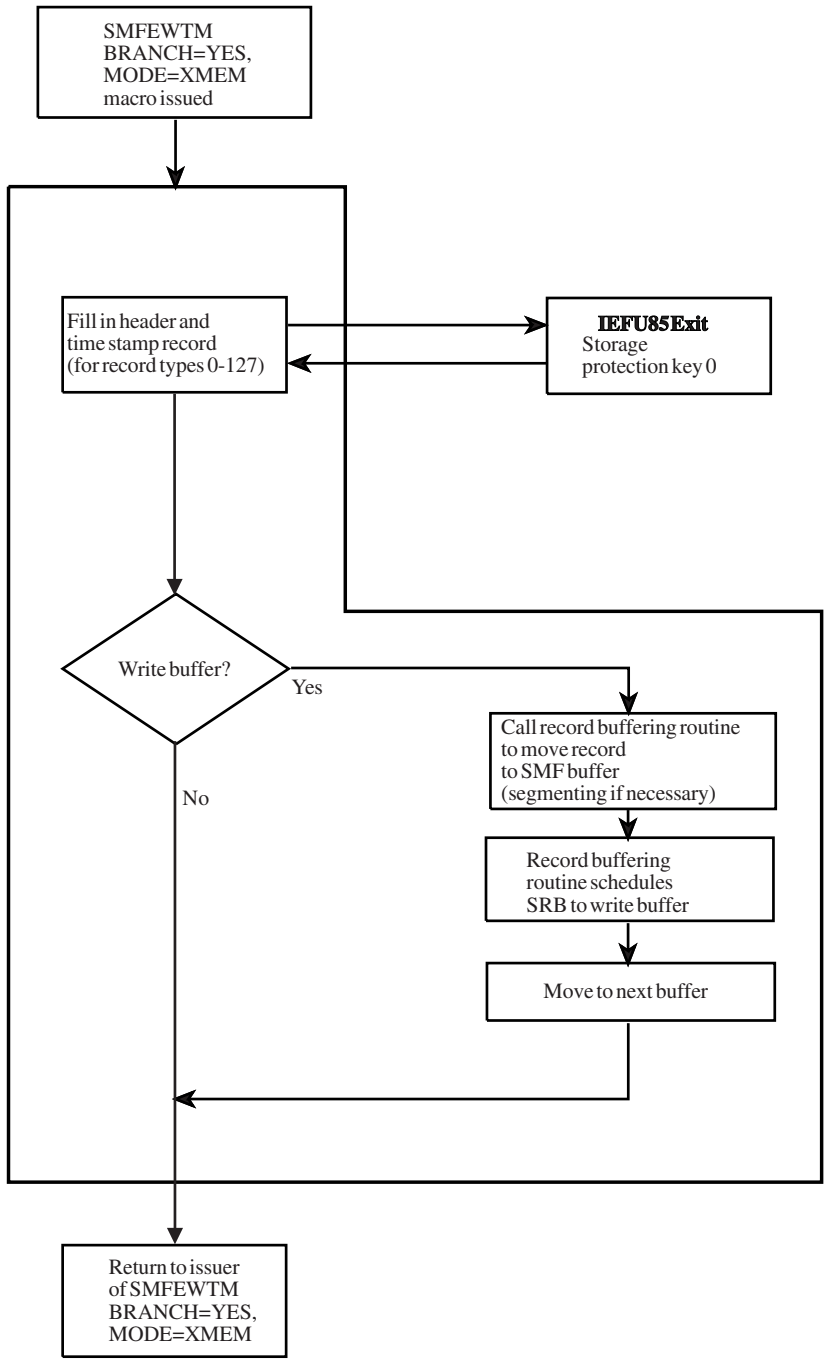 SMFEWTM
BRANCH=YES,
MODE=XMEM
macro issued
Fill in header and
time stamp record
(for record types 0-127)
IEFU85 Exit
Storage
protection key 0
Write buffer?
Yes
Call record buffering routine
to move record
to SMF buffer
(segmenting if necessary)
No
Record buffering
routine schedules
SRB to write buffer
Move to next buffer
Return to issuer
of SMFEWTM
BRANCH=YES,
MODE=XMEM